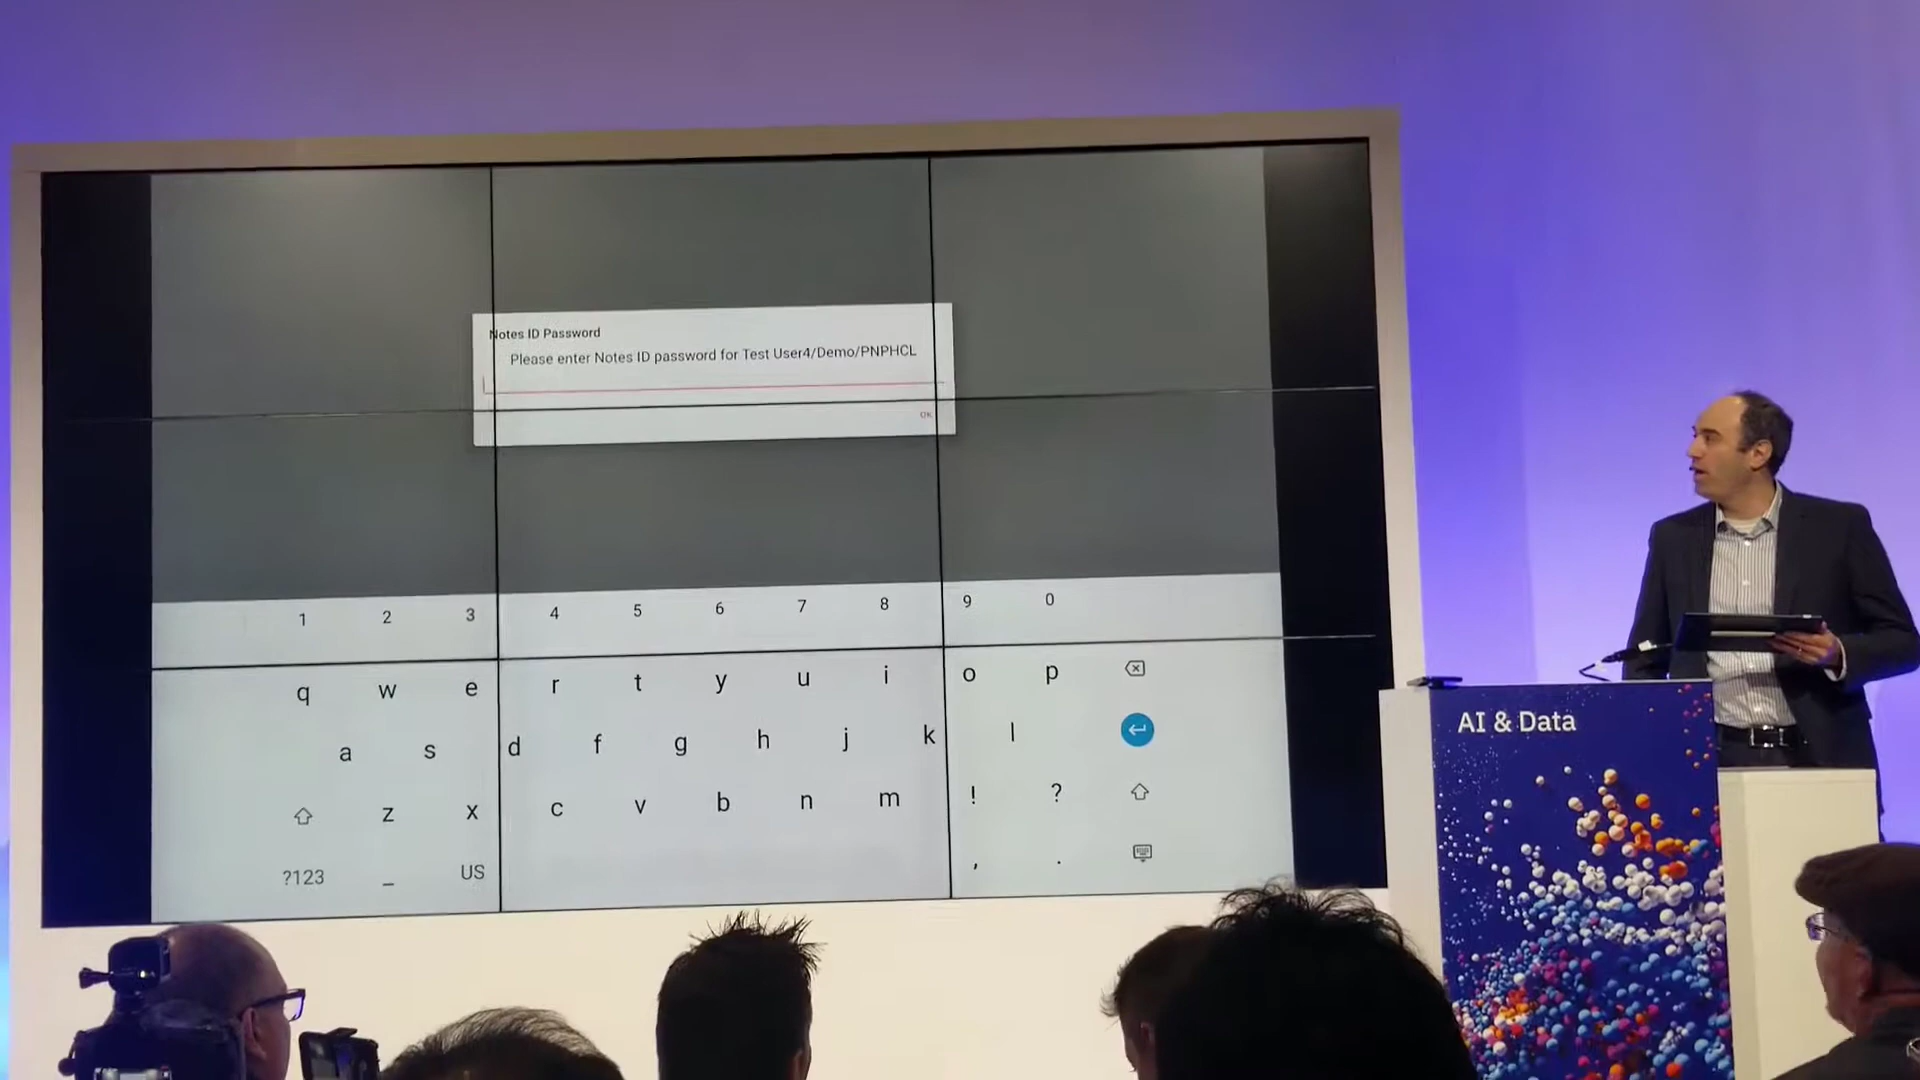 Notes ID Password
Please enter Notes ID password for Test User4/Demo/PNPHCL
OK
1 2 3 4 5 6 7 8 9 0
q w e r t y u i o p
a s d f g h j k l
z x c v b n m ! ?
?123 _ US , .
AI & Data